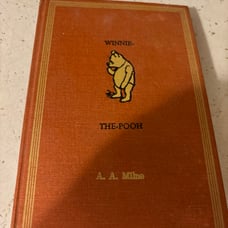 WINNIE-
THE-POOH
A. A. Milne